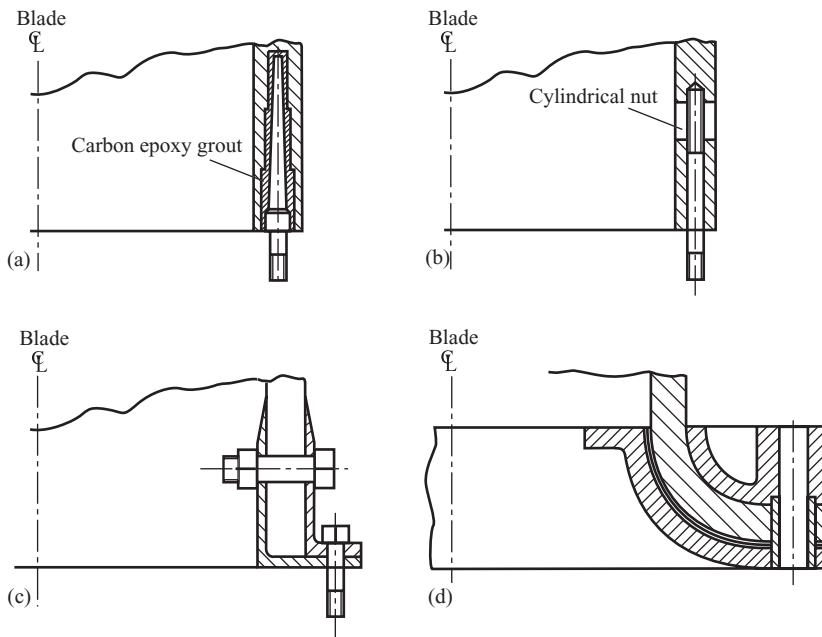 Blade
℄
Carbon epoxy grout
(a)
Blade
℄
Cylindrical nut
(b)
Blade
℄
(c)
Blade
℄
(d)